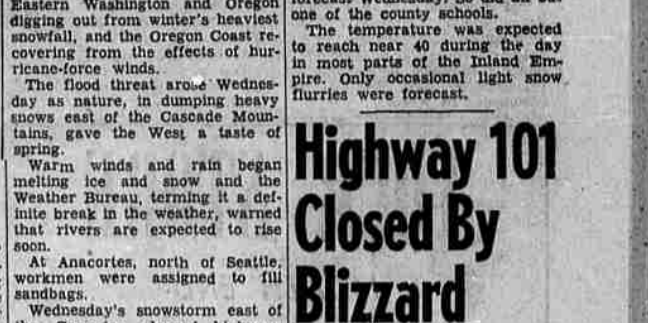 Eastern Washington and Oregon
digging out from winter's heaviest
snowfall, and the Oregon Coast re-
covering from the effects of hur-
ricane-force winds.
The flood threat arose Wednes-
day as nature, in dumping heavy
snows east of the Cascade Moun-
tains, gave the West a taste of
spring.
Warm winds and rain began
melting ice and snow and the
Weather Bureau, terming it a def-
inite break in the weather, warned
that rivers are expected to rise
soon.
At Anacortes, north of Seattle,
workmen were assigned to fill
sandbags.
Wednesday's snowstorm east of
one of the county schools.
The temperature was expected
to reach near 40 during the day
in most parts of the Inland Em-
pire. Only occasional light snow
flurries were forecast.
Highway 101
Closed By
Blizzard